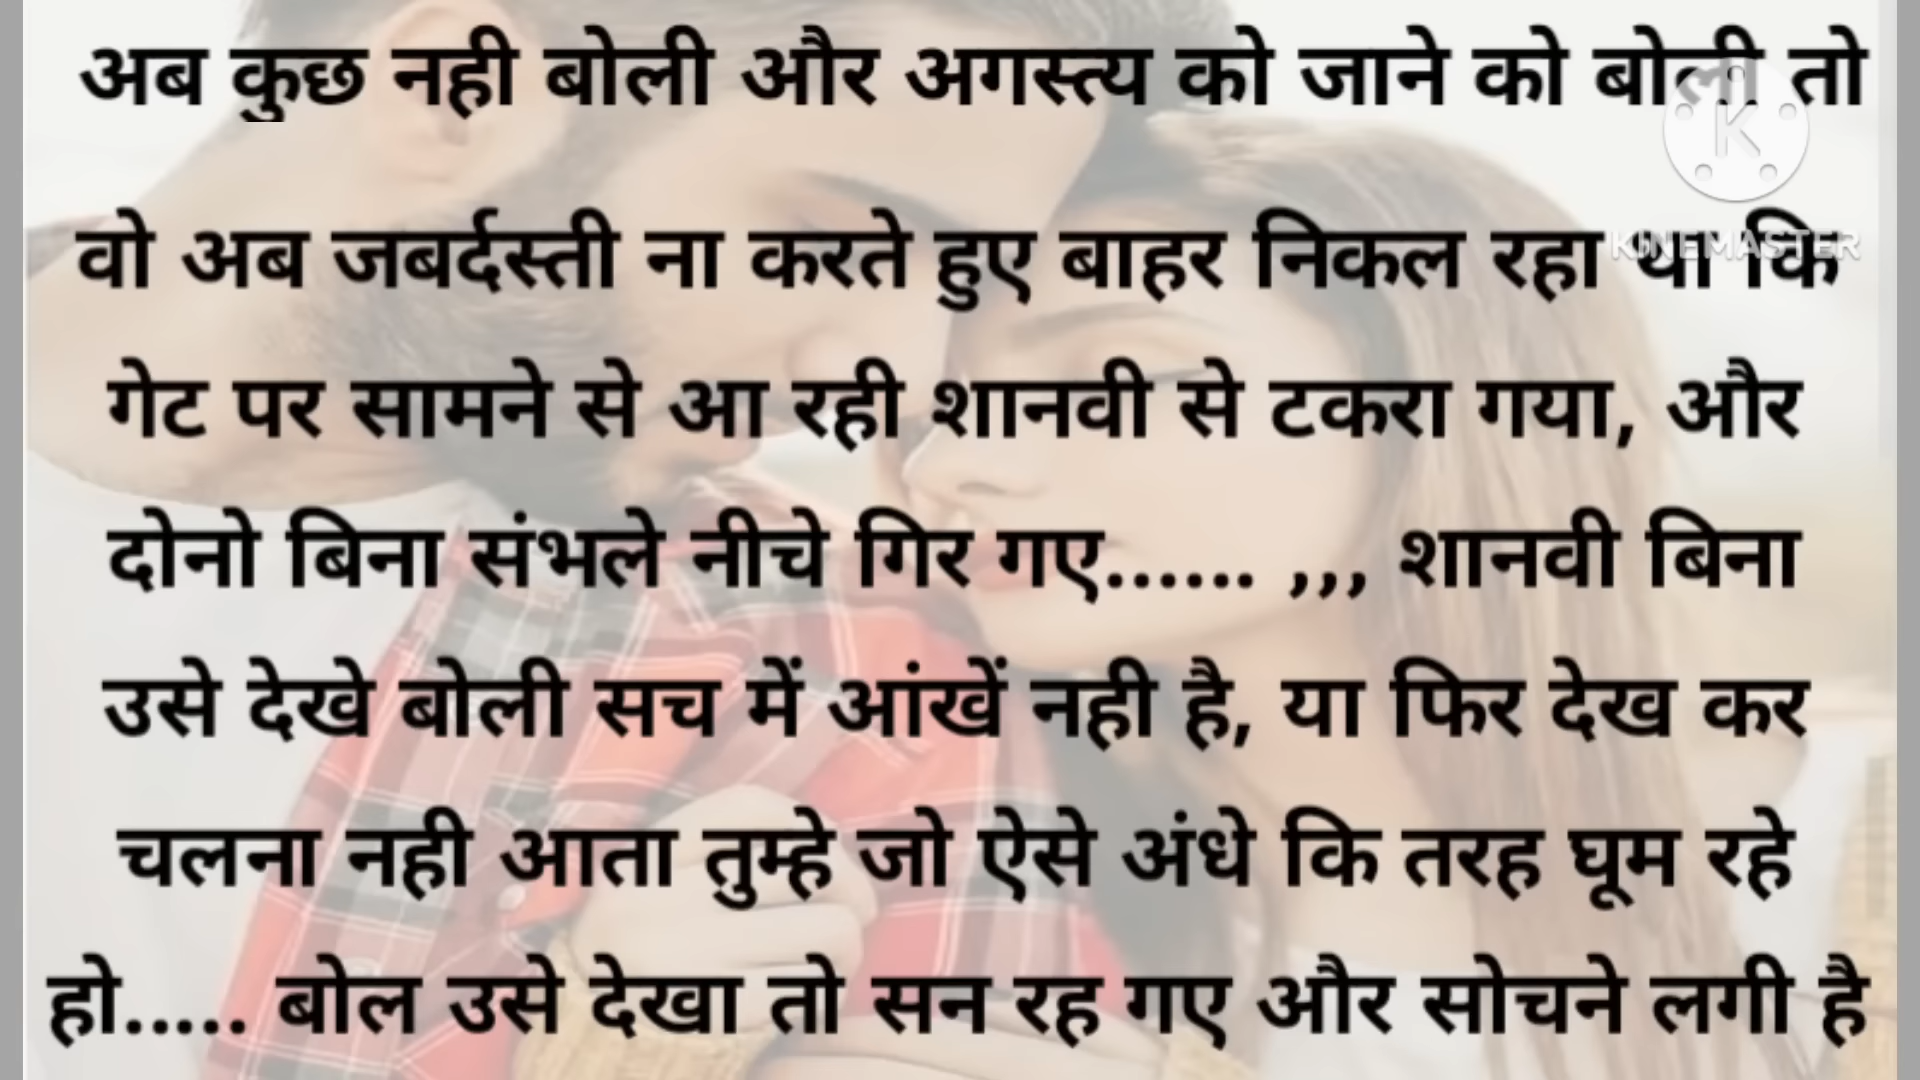 अब कुछ नही बोली और अगस्त्य को जाने को बोली तो
वो अब जबर्दस्ती ना करते हुए बाहर निकल रहा था कि
गेट पर सामने से आ रही शानवी से टकरा गया, और
दोनो बिना संभले नीचे गिर गए...... ,,, शानवी बिना
उसे देखे बोली सच में आंखें नही है, या फिर देख कर
चलना नही आता तुम्हे जो ऐसे अंधे कि तरह घूम रहे
हो..... बोल उसे देखा तो सन रह गए और सोचने लगी है
K
KINEMASTER